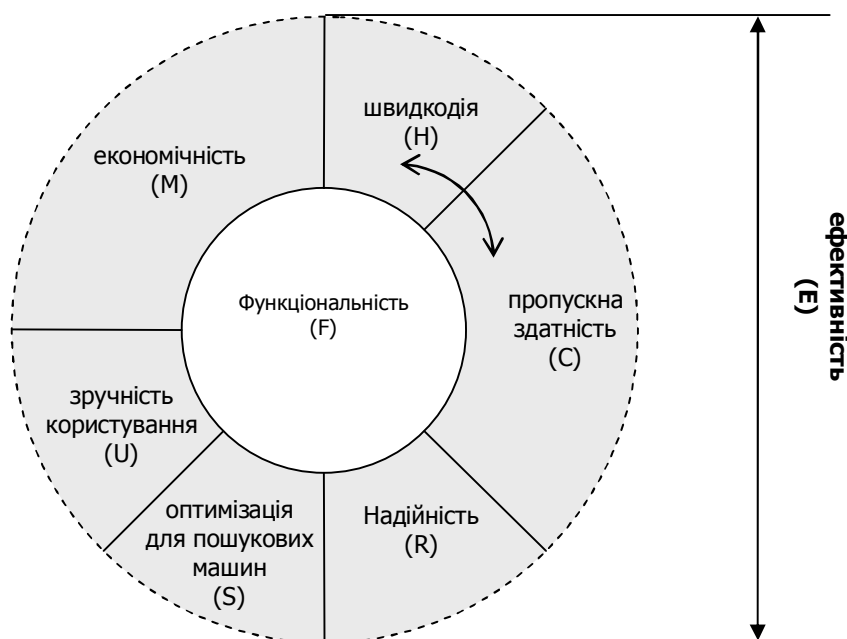 швидкодія
(H)
економічність
(M)
Функціональність
(F)
пропускна
здатність
(C)
зручність
користування
(U)
оптимізація
для пошукових
машин
(S)
Надійність
(R)
ефективність
(E)